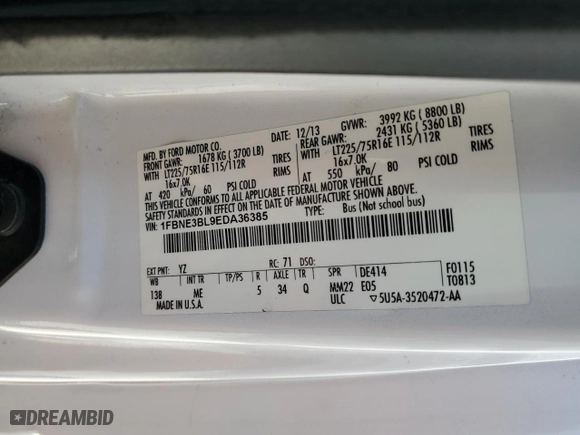 MFD. BY FORD MOTOR CO.
DATE: 12/13 GVWR: 3992 KG ( 8800 LB)
FRONT GAWR: 1678 KG ( 3700 LB) REAR GAWR: 2431 KG ( 5360 LB)
WITH LT225/75R16E 115/112R TIRES WITH LT225/75R16E 115/112R TIRES
16x7.0K RIMS 16x7.0K RIMS
AT 420 kPa/ 60 PSI COLD AT 550 kPa/ 80 PSI COLD
THIS VEHICLE CONFORMS TO ALL APPLICABLE FEDERAL MOTOR VEHICLE
SAFETY STANDARDS IN EFFECT ON THE DATE OF MANUFACTURE SHOWN ABOVE.
VIN: 1FBNE3BL9EDA36385 TYPE: Bus (Not school bus)
EXT PNT: YZ RC: 71 DSO:
WB INT TR TP/PS R AXLE TR SPR DE414 F0115
138 ME 5 34 Q MM22 E05 T0813
MADE IN U.S.A. ULC ▽5U5A-3520472-AA
DREAMBID